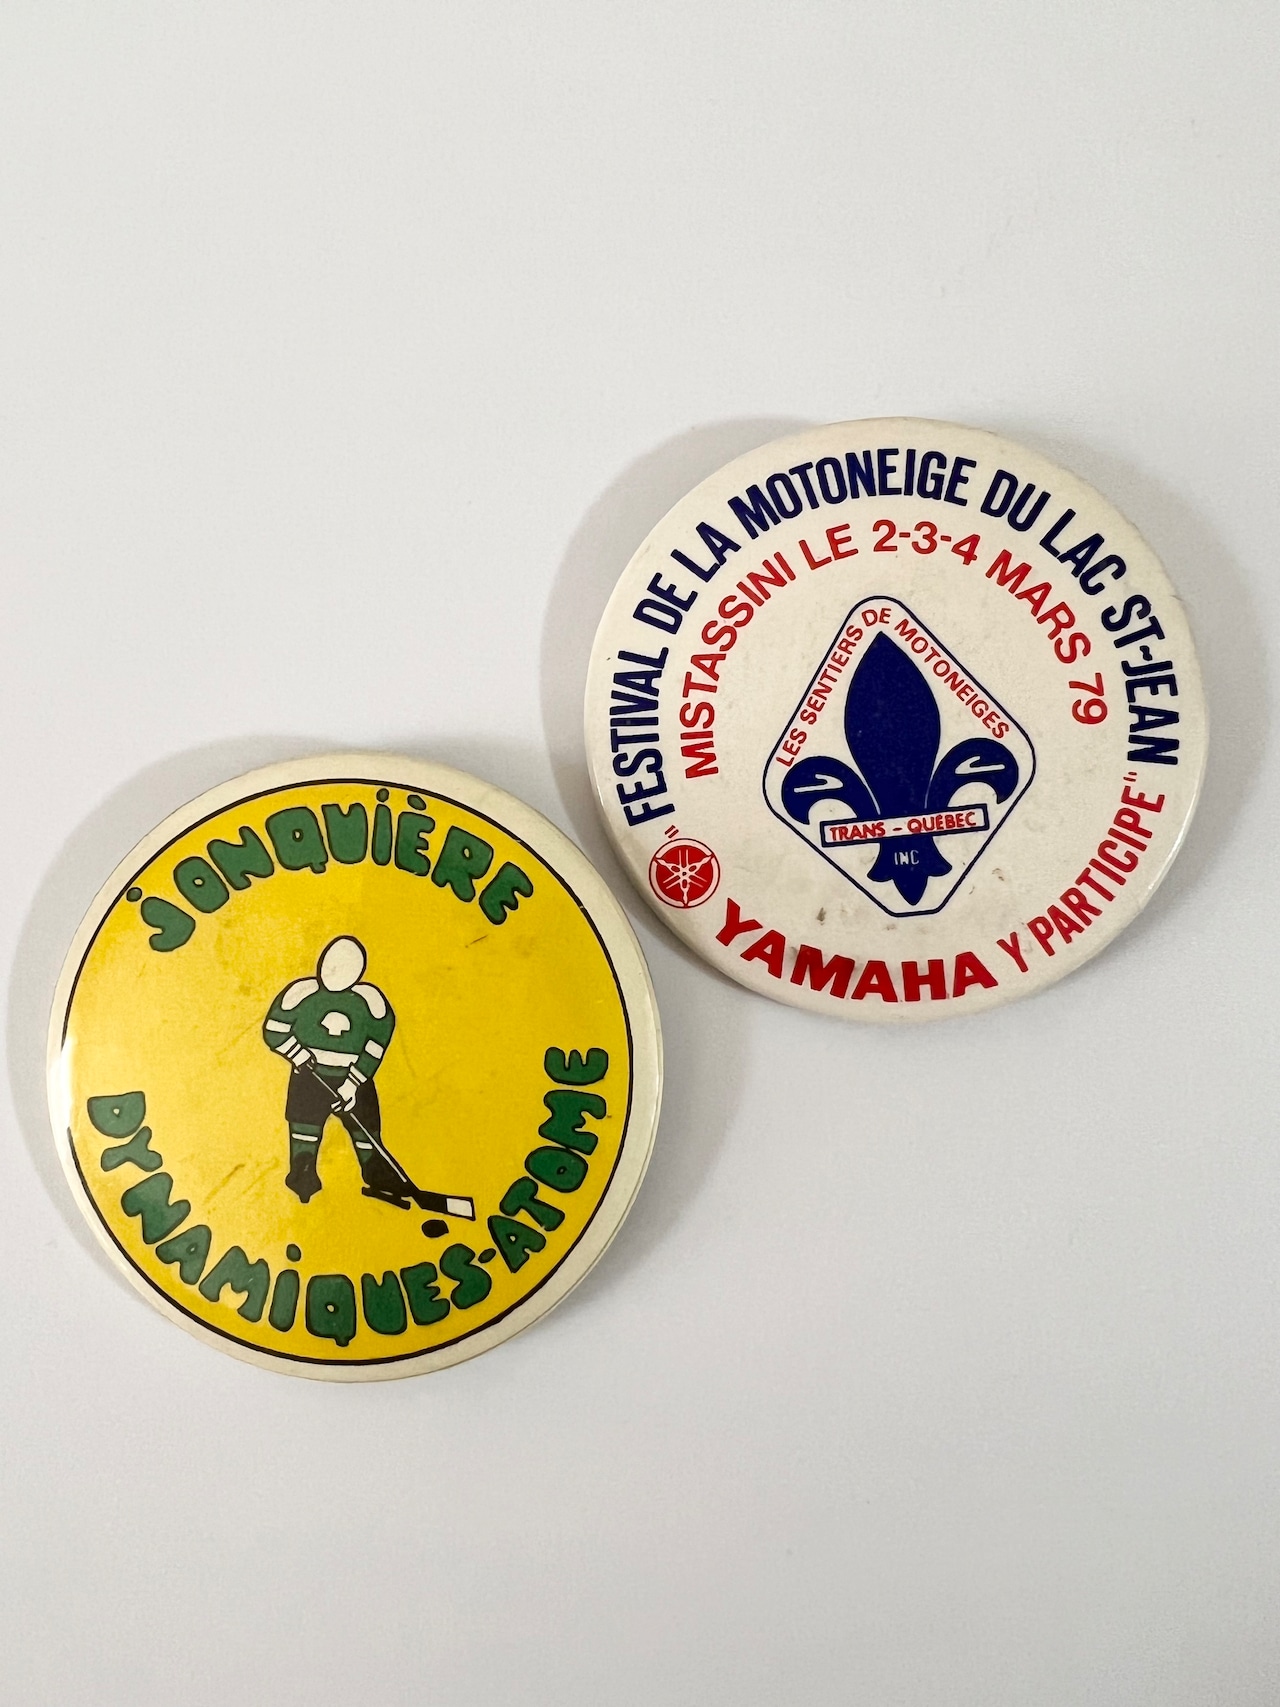 FESTIVAL DE LA MOTONEIGE DU LAC ST-JEAN
MISTASSINI LE 2-3-4 MARS 79
LES SENTIERS DE MOTONEIGES
TRANS - QUÉBEC
INC
" YAMAHA Y PARTICIPE "
JONQUIÈRE
DYNAMIQUES-ATOME